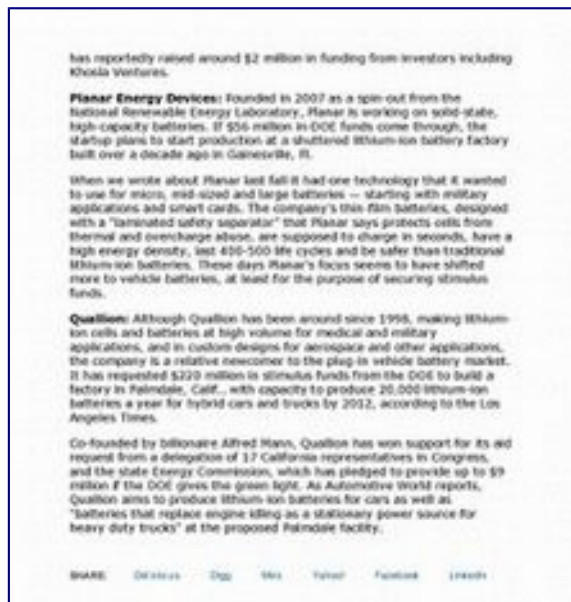 has reportedly raised around $2 million in funding from investors including
Khosla Ventures.
Planar Energy Devices: Founded in 2007 as a spin-out from the
National Renewable Energy Laboratory, Planar is working on solid-state,
high-capacity batteries. If $56 million in DOE funds come through, the
startup plans to start production at a shuttered lithium-ion battery factory
built over a decade ago in Gainesville, Fl.
When we wrote about Planar last fall it had one technology that it wanted
to use for micro, mid-sized and large batteries — starting with military
applications and smart cards. The company's thin film batteries, designed
with a "laminated safety separator" that Planar says protects cells from
thermal and overcharge abuse, are supposed to charge in seconds, have a
high energy density, last 400-500 life cycles and be safer than traditional
lithium-ion batteries. These days Planar's focus seems to have shifted
more to vehicle batteries, at least for the purpose of securing stimulus
funds.
Quallion: Although Quallion has been around since 1998, making lithium-
ion cells and batteries at high volume for medical and military
applications, and in custom designs for aerospace and other applications,
the company is a relative newcomer to the plug-in vehicle battery market.
It has requested $220 million in stimulus funds from the DOE to build a
factory in Palmdale, Calif., with capacity to produce 20,000 lithium-ion
batteries a year for hybrid cars and trucks by 2012, according to the Los
Angeles Times.
Co-founded by billionaire Alfred Mann, Quallion has won support for its aid
request from a delegation of 17 California representatives in Congress,
and the state Energy Commission, which has pledged to provide up to $9
million if the DOE gives the green light. As Automotive World reports,
Quallion aims to produce lithium-ion batteries for cars as well as
"batteries that replace engine idling as a stationary power source for
heavy duty trucks" at the proposed Palmdale facility.
SHARE: Del.icio.us Digg Mixx Yahoo! Facebook LinkedIn